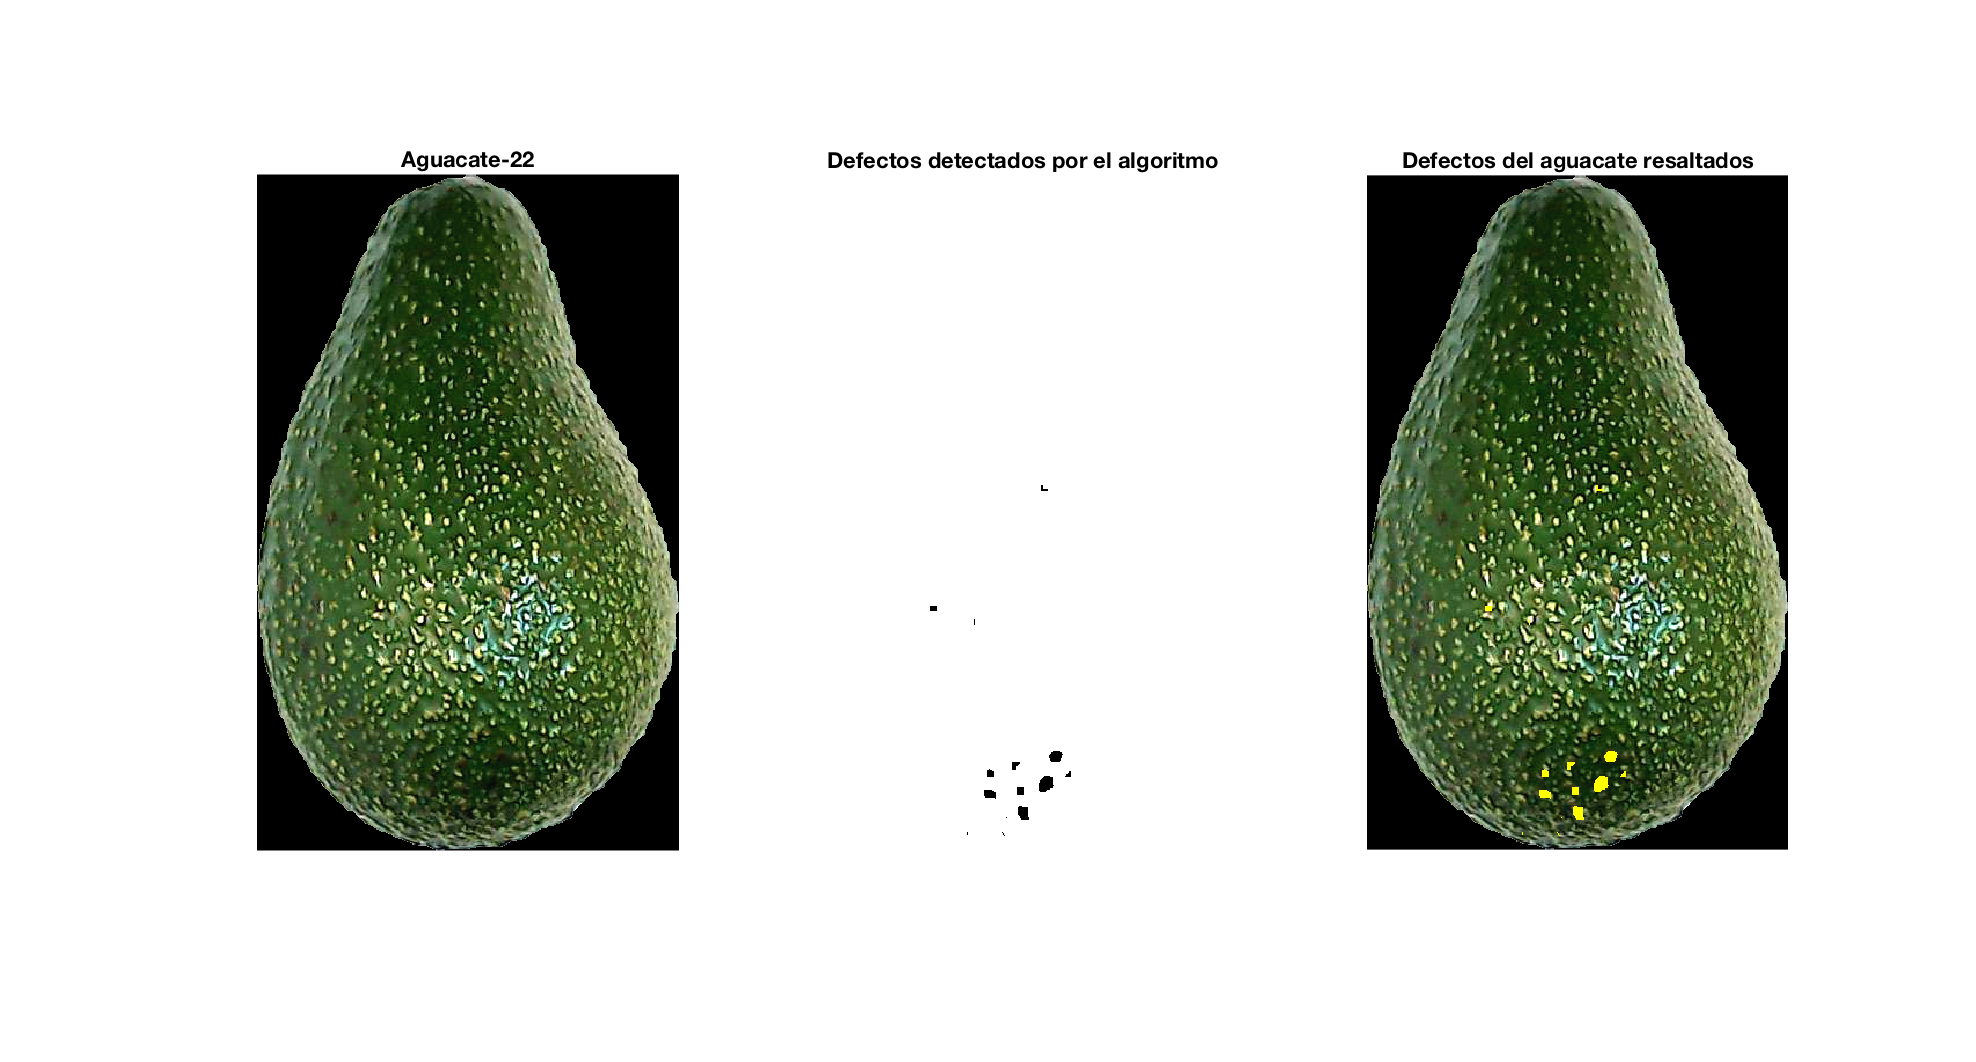 Aguacate-22
Defectos detectados por el algoritmo
Defectos del aguacate resaltados